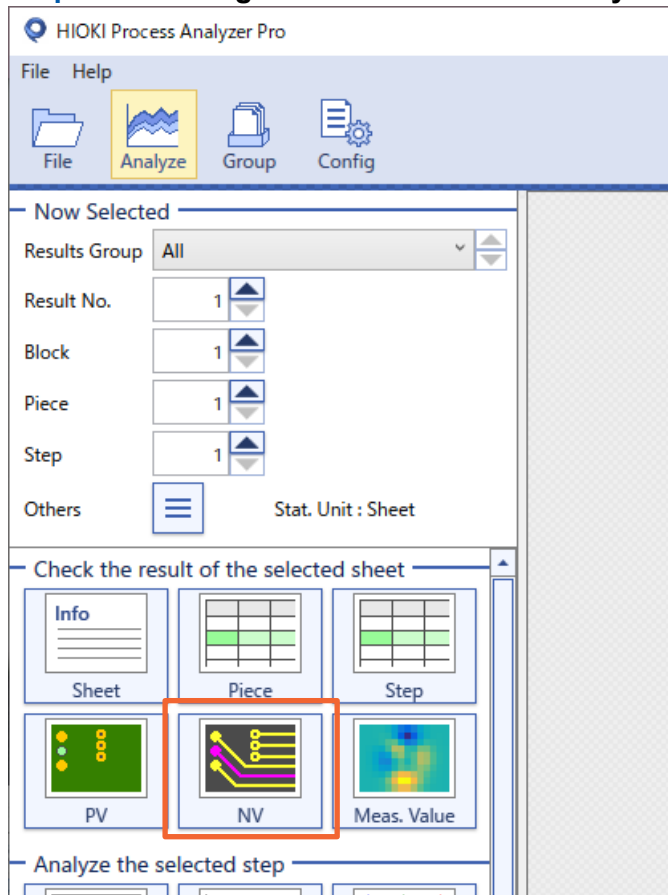 HIOKI Process Analyzer Pro
File Help
File Analyze Group Config
Now Selected
Results Group All
Result No. 1
Block 1
Piece 1
Step 1
Others Stat. Unit : Sheet
Check the result of the selected sheet
Info
Sheet Piece Step
PV NV Meas. Value
Analyze the selected step